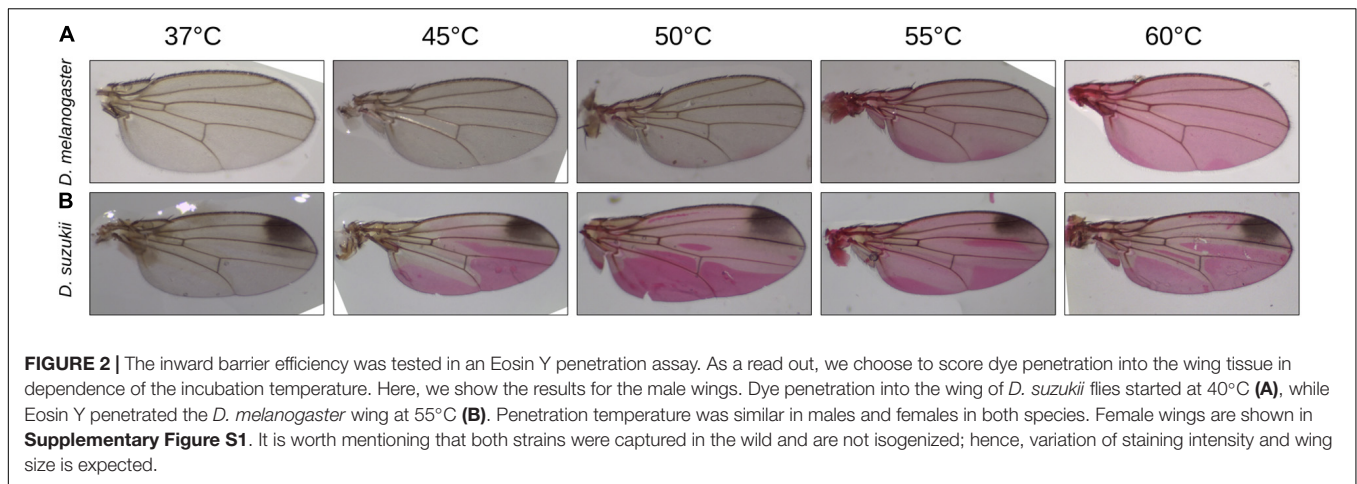 A 37°C 45°C 50°C 55°C 60°C
D. melanogaster
B
D. suzukii
FIGURE 2 | The inward barrier efficiency was tested in an Eosin Y penetration assay. As a read out, we choose to score dye penetration into the wing tissue in
dependence of the incubation temperature. Here, we show the results for the male wings. Dye penetration into the wing of D. suzukii flies started at 40°C (A), while
Eosin Y penetrated the D. melanogaster wing at 55°C (B). Penetration temperature was similar in males and females in both species. Female wings are shown in
Supplementary Figure S1. It is worth mentioning that both strains were captured in the wild and are not isogenized; hence, variation of staining intensity and wing
size is expected.